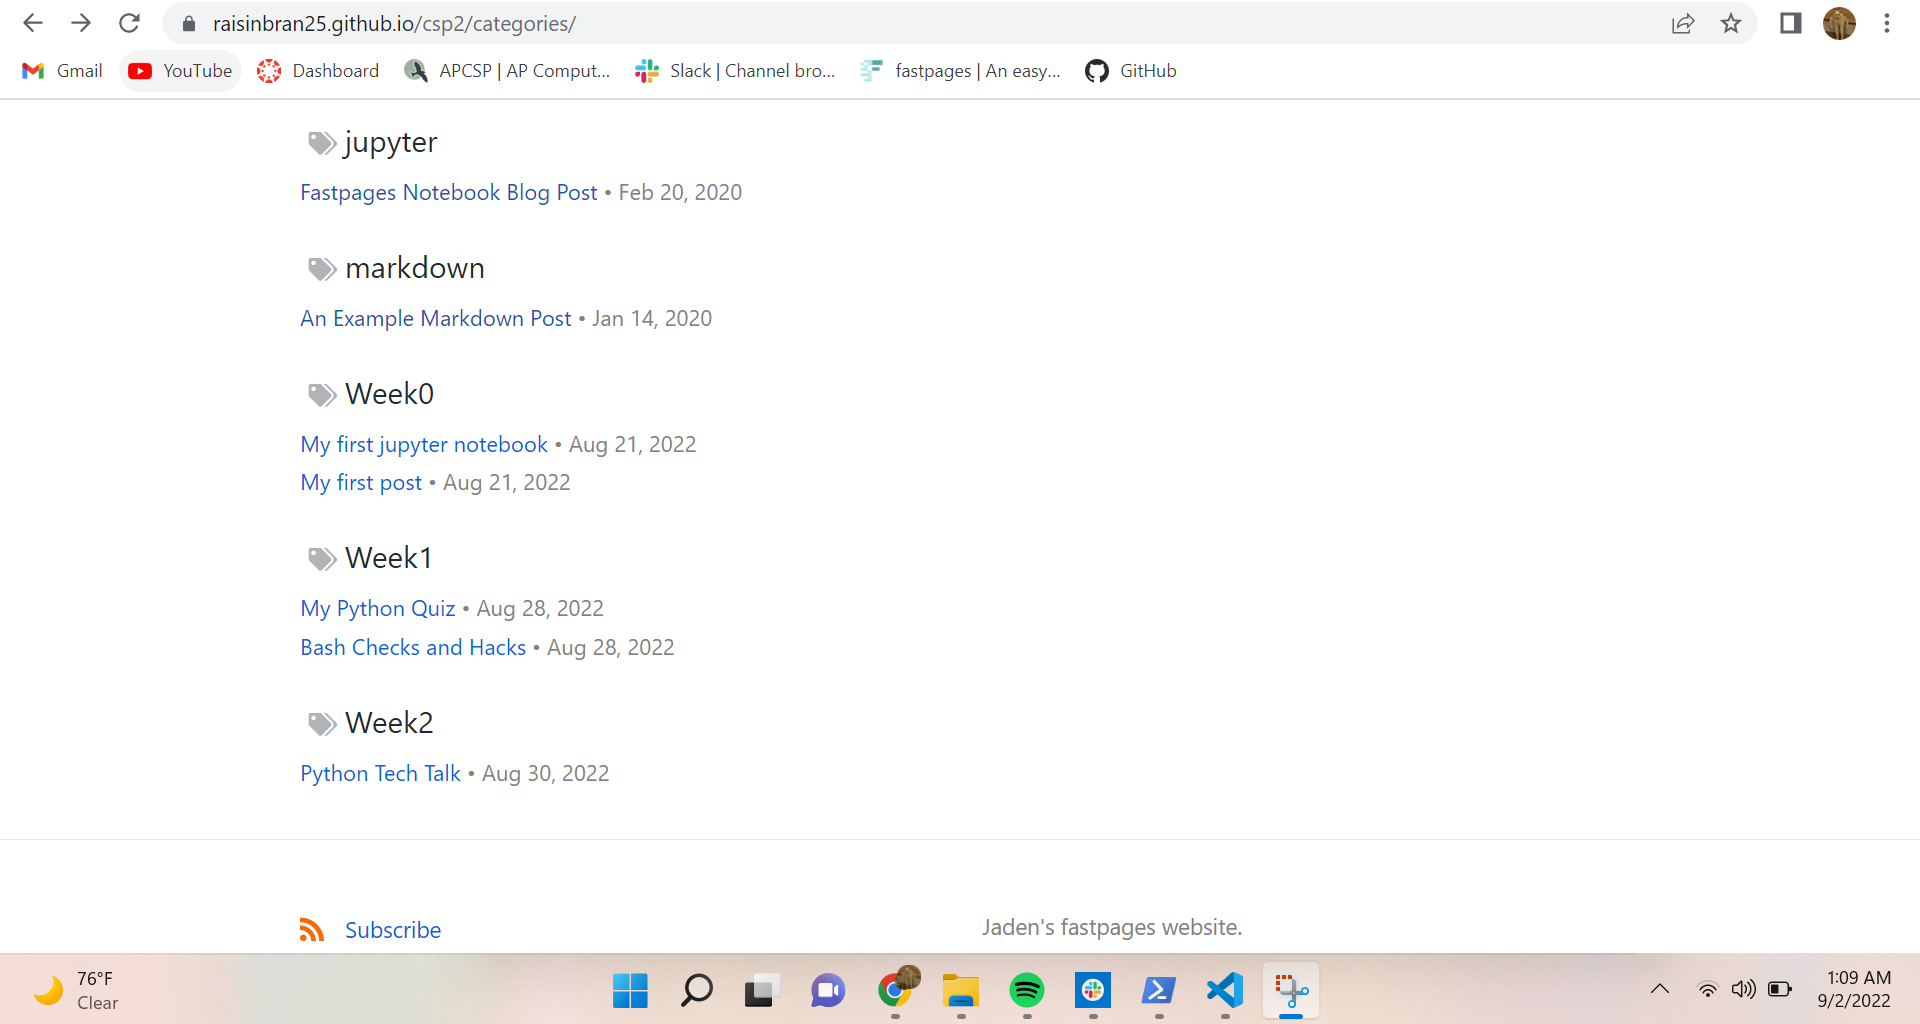 raisinbran25.github.io/csp2/categories/
Gmail YouTube Dashboard APCSP | AP Comput... Slack | Channel bro... fastpages | An easy... GitHub
jupyter
Fastpages Notebook Blog Post • Feb 20, 2020
markdown
An Example Markdown Post • Jan 14, 2020
Week0
My first jupyter notebook • Aug 21, 2022
My first post • Aug 21, 2022
Week1
My Python Quiz • Aug 28, 2022
Bash Checks and Hacks • Aug 28, 2022
Week2
Python Tech Talk • Aug 30, 2022
Subscribe
Jaden's fastpages website.
76°F
Clear
1:09 AM
9/2/2022